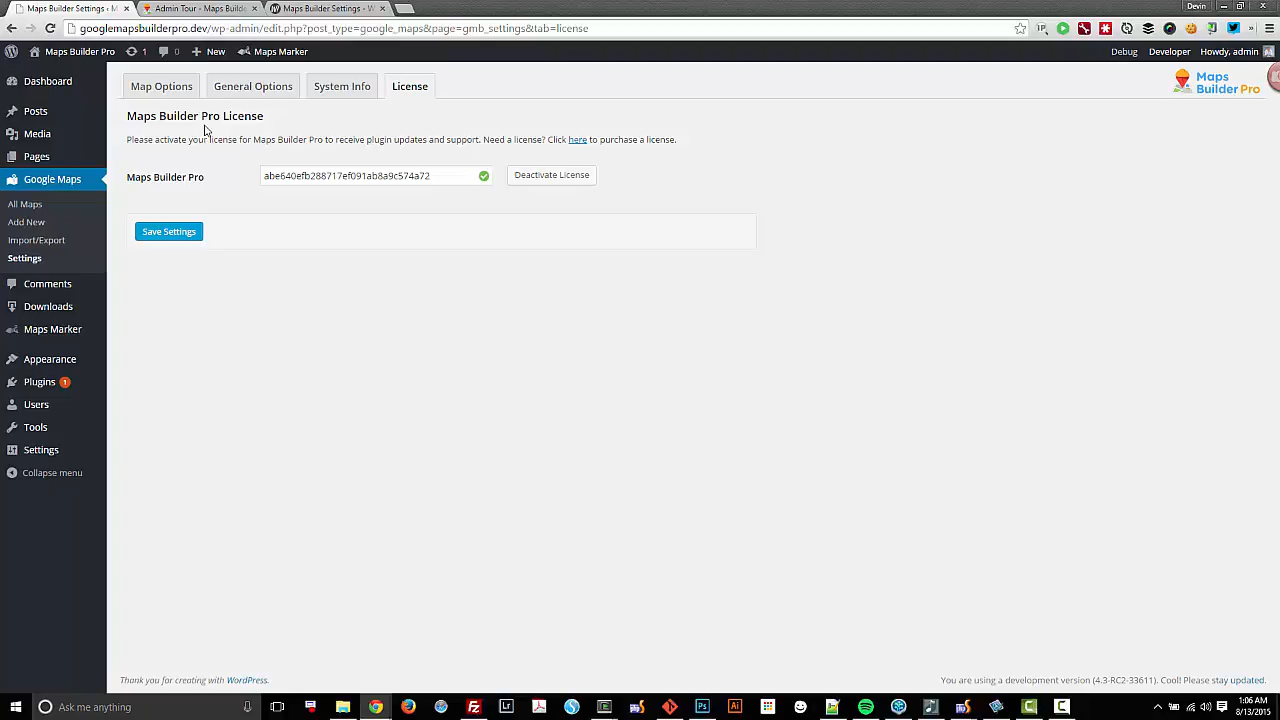 Maps Builder Settings ‹ M
Admin Tour - Maps Build
Maps Builder Settings - W
Devin
googlemapsbuilderpro.dev/wp-admin/edit.php?post_type=google_maps&page=gmb_settings&tab=license
Maps Builder Pro
1
0
New
Maps Marker
Debug
Developer
Howdy, admin
Dashboard
Posts
Media
Pages
Google Maps
All Maps
Add New
Import/Export
Settings
Comments
Downloads
Maps Marker
Appearance
Plugins 1
Users
Tools
Settings
Collapse menu
Map Options
General Options
System Info
License
Maps
Builder Pro
Maps Builder Pro License
Please activate your license for Maps Builder Pro to receive plugin updates and support. Need a license? Click here to purchase a license.
Maps Builder Pro
abe640efb288717ef091ab8a9c574a72
Deactivate License
Save Settings
Thank you for creating with WordPress.
You are using a development version (4.3-RC2-33611). Cool! Please stay updated.
Ask me anything
1:06 AM
8/13/2015